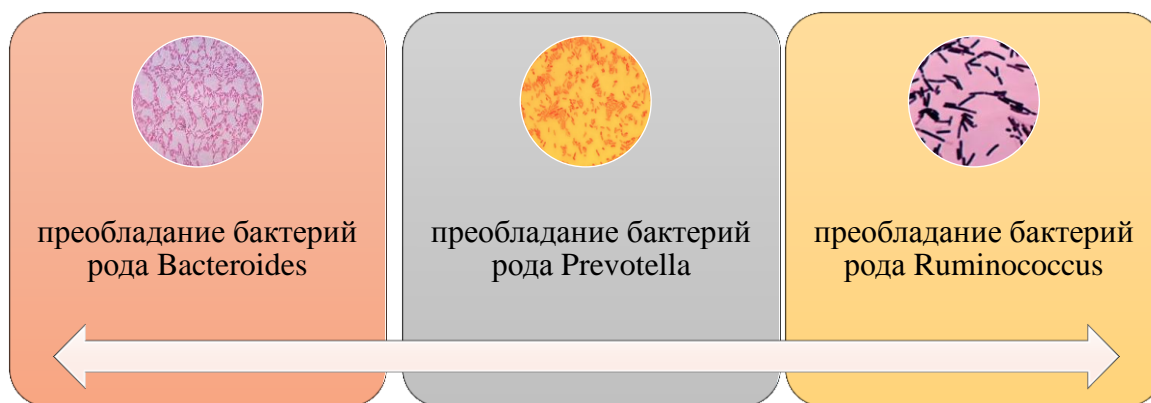 преобладание бактерий
рода Bacteroides
преобладание бактерий
рода Prevotella
преобладание бактерий
рода Ruminococcus